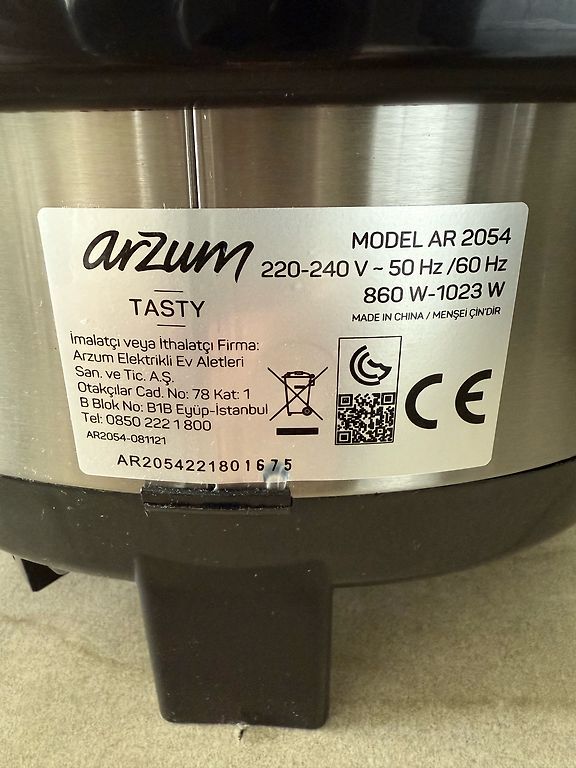 arzum
TASTY
MODEL AR 2054
220-240 V ~ 50 Hz /60 Hz
860 W-1023 W
MADE IN CHINA / MENŞEİ ÇİN'DİR
İmalatçı veya İthalatçı Firma:
Arzum Elektrikli Ev Aletleri
San. ve Tic. A.Ş.
Otakçılar Cad. No: 78 Kat: 1
B Blok No: B1B Eyüp-İstanbul
Tel: 0850 222 1 800
AR2054-081121
CE
AR2054221801675